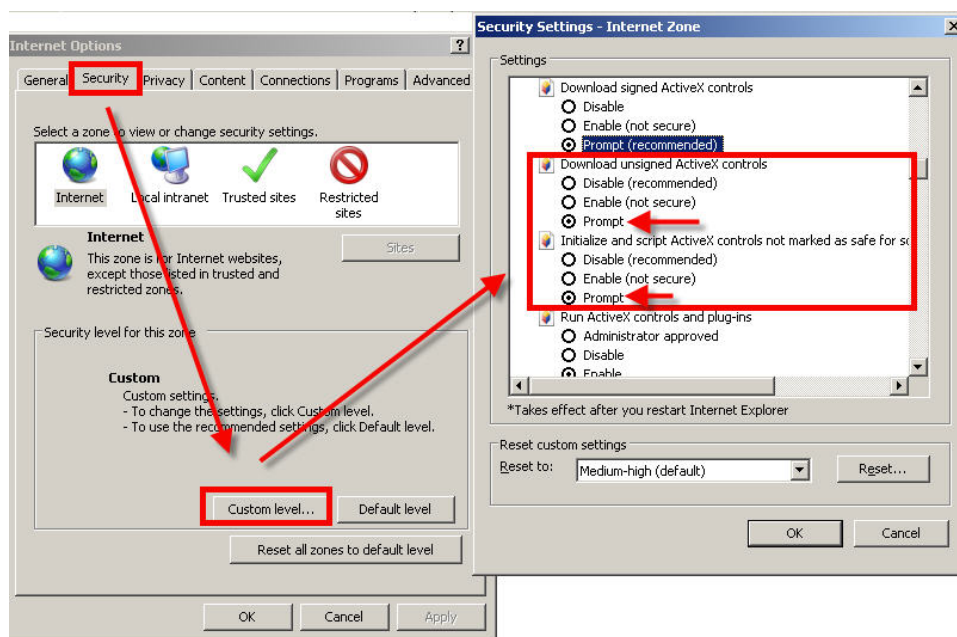 Internet Options
?
General Security Privacy Content Connections Programs Advanced
Select a zone to view or change security settings.
Internet Local intranet Trusted sites Restricted
sites
Internet
This zone is for Internet websites,
except those listed in trusted and
restricted zones.
Sites
Security level for this zone
Custom
Custom settings.
- To change the settings, click Custom level.
- To use the recommended settings, click Default level.
Custom level... Default level
Reset all zones to default level
OK Cancel Apply
Security Settings - Internet Zone
X
Settings
Download signed ActiveX controls
Disable
Enable (not secure)
Prompt (recommended)
Download unsigned ActiveX controls
Disable (recommended)
Enable (not secure)
Prompt
Initialize and script ActiveX controls not marked as safe for sc
Disable (recommended)
Enable (not secure)
Prompt
Run ActiveX controls and plug-ins
Administrator approved
Disable
Enable
*Takes effect after you restart Internet Explorer
Reset custom settings
Reset to: Medium-high (default) Reset...
OK Cancel